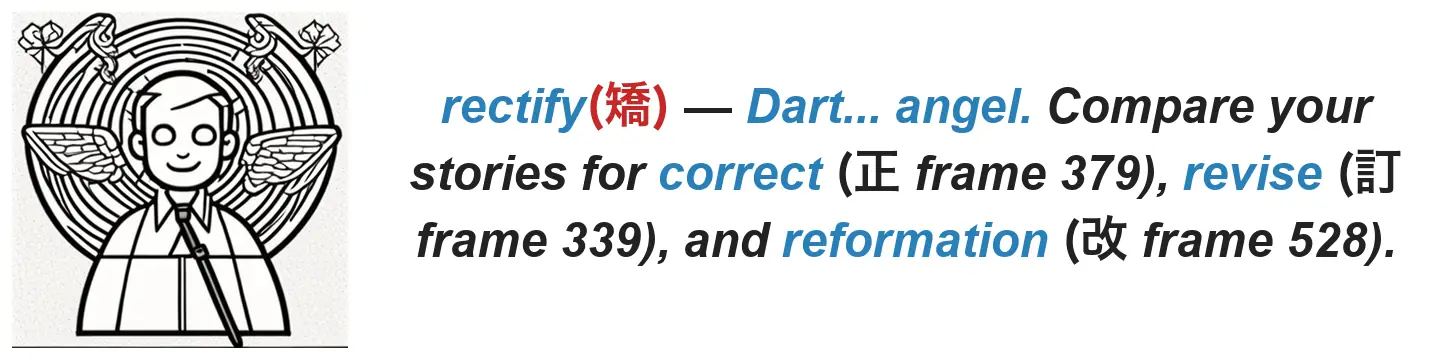 rectify(矯) — Dart... angel. Compare your
stories for correct (正 frame 379), revise (訂
frame 339), and reformation (改 frame 528).